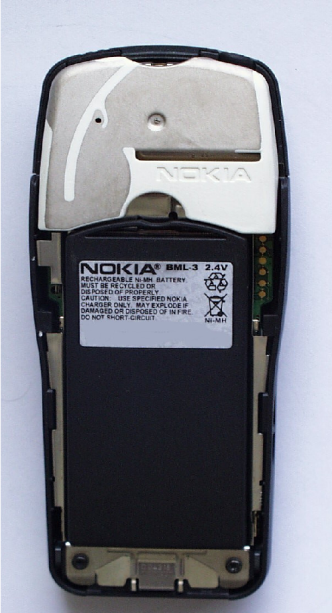 NOKIA
NOKIA® BML-3 2.4V
RECHARGEABLE NI-MH BATTERY
MUST BE RECYCLED OR
DISPOSED OF PROPERLY.
CAUTION: USE SPECIFIED NOKIA
CHARGER ONLY. MAY EXPLODE IF
DAMAGED OR DISPOSED OF IN FIRE.
DO NOT SHORT-CIRCUIT.
NI-MH